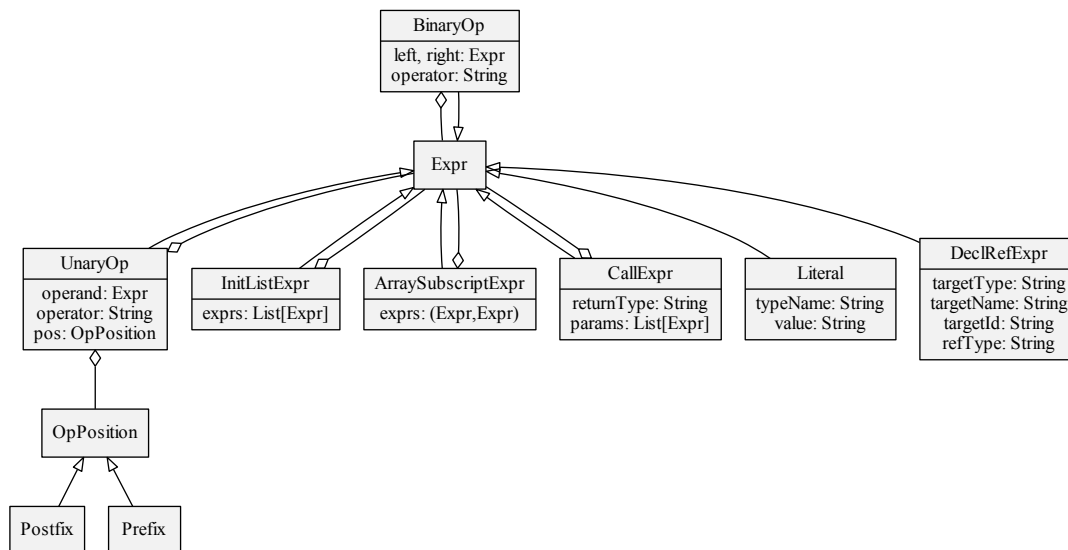 BinaryOp
left, right: Expr
operator: String
Expr
UnaryOp
operand: Expr
operator: String
pos: OpPosition
InitListExpr
exprs: List[Expr]
ArraySubscriptExpr
exprs: (Expr,Expr)
CallExpr
returnType: String
params: List[Expr]
Literal
typeName: String
value: String
DeclRefExpr
targetType: String
targetName: String
targetId: String
refType: String
OpPosition
Postfix
Prefix